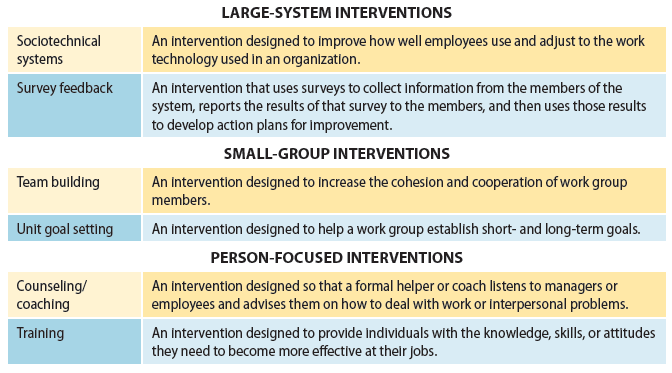 LARGE-SYSTEM INTERVENTIONS
Sociotechnical
systems
An intervention designed to improve how well employees use and adjust to the work
technology used in an organization.
Survey feedback
An intervention that uses surveys to collect information from the members of the
system, reports the results of that survey to the members, and then uses those results
to develop action plans for improvement.
SMALL-GROUP INTERVENTIONS
Team building
An intervention designed to increase the cohesion and cooperation of work group
members.
Unit goal setting
An intervention designed to help a work group establish short- and long-term goals.
PERSON-FOCUSED INTERVENTIONS
Counseling/
coaching
An intervention designed so that a formal helper or coach listens to managers or
employees and advises them on how to deal with work or interpersonal problems.
Training
An intervention designed to provide individuals with the knowledge, skills, or attitudes
they need to become more effective at their jobs.